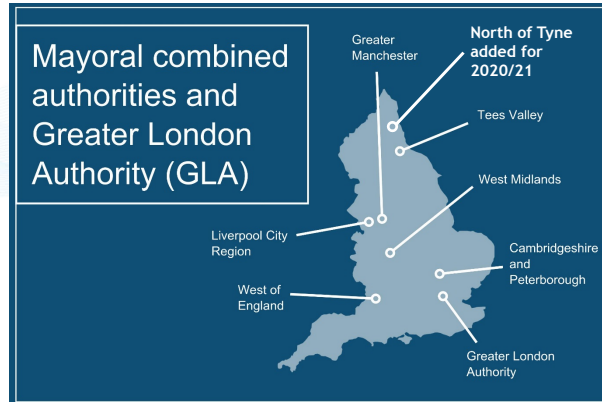 Mayoral combined
authorities and
Greater London
Authority (GLA)
Greater
Manchester
North of Tyne
added for
2020/21
Tees Valley
West Midlands
Liverpool City
Region
Cambridgeshire
and
Peterborough
West of
England
Greater London
Authority